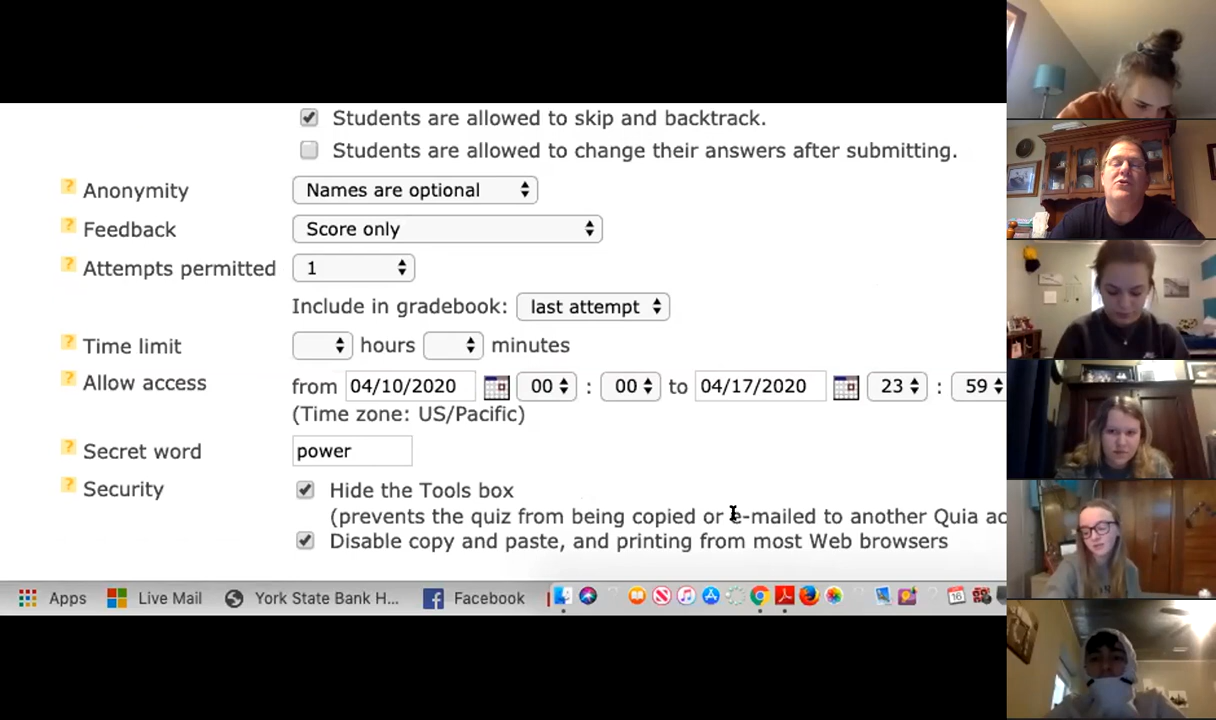 Students are allowed to skip and backtrack.
Students are allowed to change their answers after submitting.
? Anonymity Names are optional
? Feedback Score only
? Attempts permitted 1
Include in gradebook: last attempt
? Time limit hours minutes
? Allow access from 04/10/2020 00 : 00 to 04/17/2020 23 : 59
(Time zone: US/Pacific)
? Secret word power
? Security Hide the Tools box
(prevents the quiz from being copied or e-mailed to another Quia ac
Disable copy and paste, and printing from most Web browsers
Apps Live Mail York State Bank H... Facebook 16